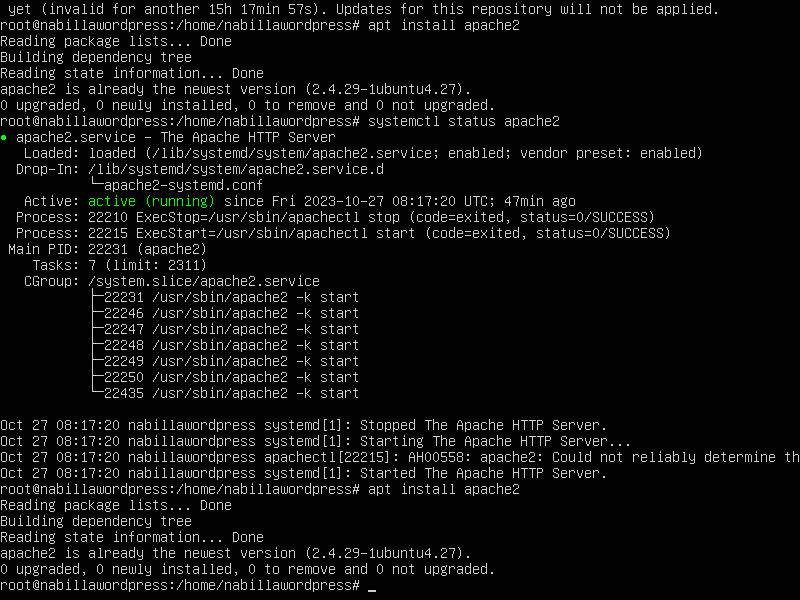 yet (invalid for another 15h 17min 57s). Updates for this repository will not be applied.
root@nabillawordpress:/home/nabillawordpress# apt install apache2
Reading package lists... Done
Building dependency tree
Reading state information... Done
apache2 is already the newest version (2.4.29-1ubuntu4.27).
0 upgraded, 0 newly installed, 0 to remove and 0 not upgraded.
root@nabillawordpress:/home/nabillawordpress# systemctl status apache2
● apache2.service - The Apache HTTP Server
   Loaded: loaded (/lib/systemd/system/apache2.service; enabled; vendor preset: enabled)
  Drop-In: /lib/systemd/system/apache2.service.d
           └─apache2-systemd.conf
   Active: active (running) since Fri 2023-10-27 08:17:20 UTC; 47min ago
  Process: 22210 ExecStop=/usr/sbin/apachectl stop (code=exited, status=0/SUCCESS)
  Process: 22215 ExecStart=/usr/sbin/apachectl start (code=exited, status=0/SUCCESS)
 Main PID: 22231 (apache2)
    Tasks: 7 (limit: 2311)
   CGroup: /system.slice/apache2.service
           ├─22231 /usr/sbin/apache2 -k start
           ├─22246 /usr/sbin/apache2 -k start
           ├─22247 /usr/sbin/apache2 -k start
           ├─22248 /usr/sbin/apache2 -k start
           ├─22249 /usr/sbin/apache2 -k start
           ├─22250 /usr/sbin/apache2 -k start
           └─22435 /usr/sbin/apache2 -k start
Oct 27 08:17:20 nabillawordpress systemd[1]: Stopped The Apache HTTP Server.
Oct 27 08:17:20 nabillawordpress systemd[1]: Starting The Apache HTTP Server...
Oct 27 08:17:20 nabillawordpress apachectl[22215]: AH00558: apache2: Could not reliably determine th
Oct 27 08:17:20 nabillawordpress systemd[1]: Started The Apache HTTP Server.
root@nabillawordpress:/home/nabillawordpress# apt install apache2
Reading package lists... Done
Building dependency tree
Reading state information... Done
apache2 is already the newest version (2.4.29-1ubuntu4.27).
0 upgraded, 0 newly installed, 0 to remove and 0 not upgraded.
root@nabillawordpress:/home/nabillawordpress# _